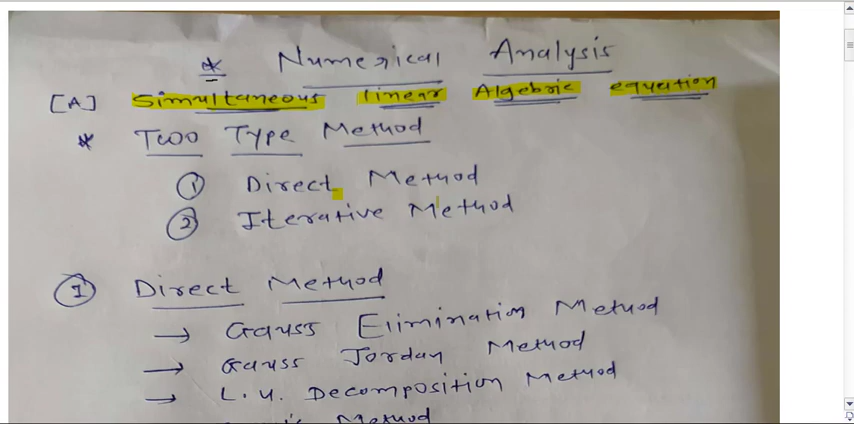 * Numerical Analysis
[A] Simultaneous linear Algebric equation
* Two Type Method
① Direct Method
② Iterative Method
① Direct Method
→ Gauss Elimination Method
→ Gauss Jordan Method
→ L.U. Decomposition Method
Method